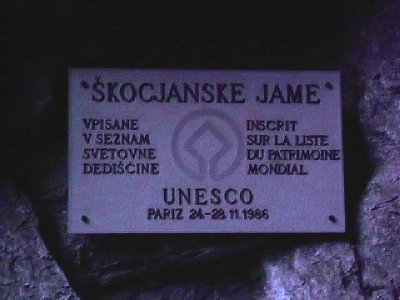 ŠKOCJANSKE JAME
VPISANE
V SEZNAM
SVETOVNE
DEDIŠČINE
INSCRIT
SUR LA LISTE
DU PATRIMOINE
MONDIAL
UNESCO
PARIZ 24.-28.11.1986